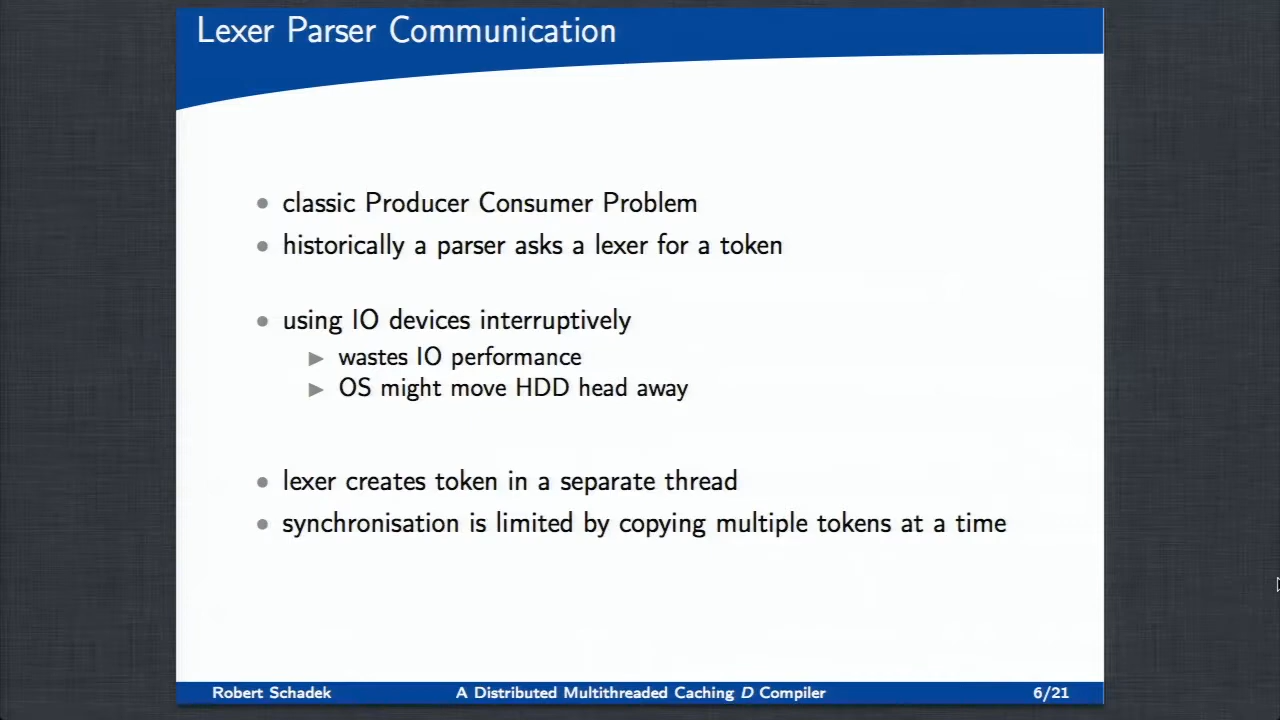 Lexer Parser Communication
classic Producer Consumer Problem
historically a parser asks a lexer for a token
using IO devices interruptively
wastes IO performance
OS might move HDD head away
lexer creates token in a separate thread
synchronisation is limited by copying multiple tokens at a time
Robert Schadek A Distributed Multithreaded Caching D Compiler 6/21